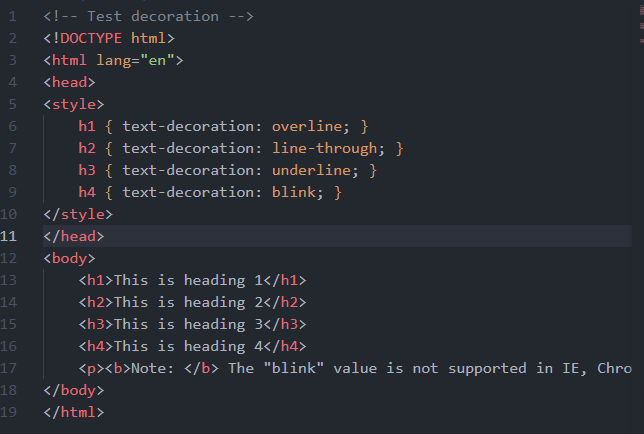 1 <!-- Test decoration -->
2 <!DOCTYPE html>
3 <html lang="en">
4 <head>
5 <style>
6     h1 { text-decoration: overline; }
7     h2 { text-decoration: line-through; }
8     h3 { text-decoration: underline; }
9     h4 { text-decoration: blink; }
10 </style>
11 </head>
12 <body>
13     <h1>This is heading 1</h1>
14     <h2>This is heading 2</h2>
15     <h3>This is heading 3</h3>
16     <h4>This is heading 4</h4>
17     <p><b>Note: </b> The "blink" value is not supported in IE, Chro
18 </body>
19 </html>